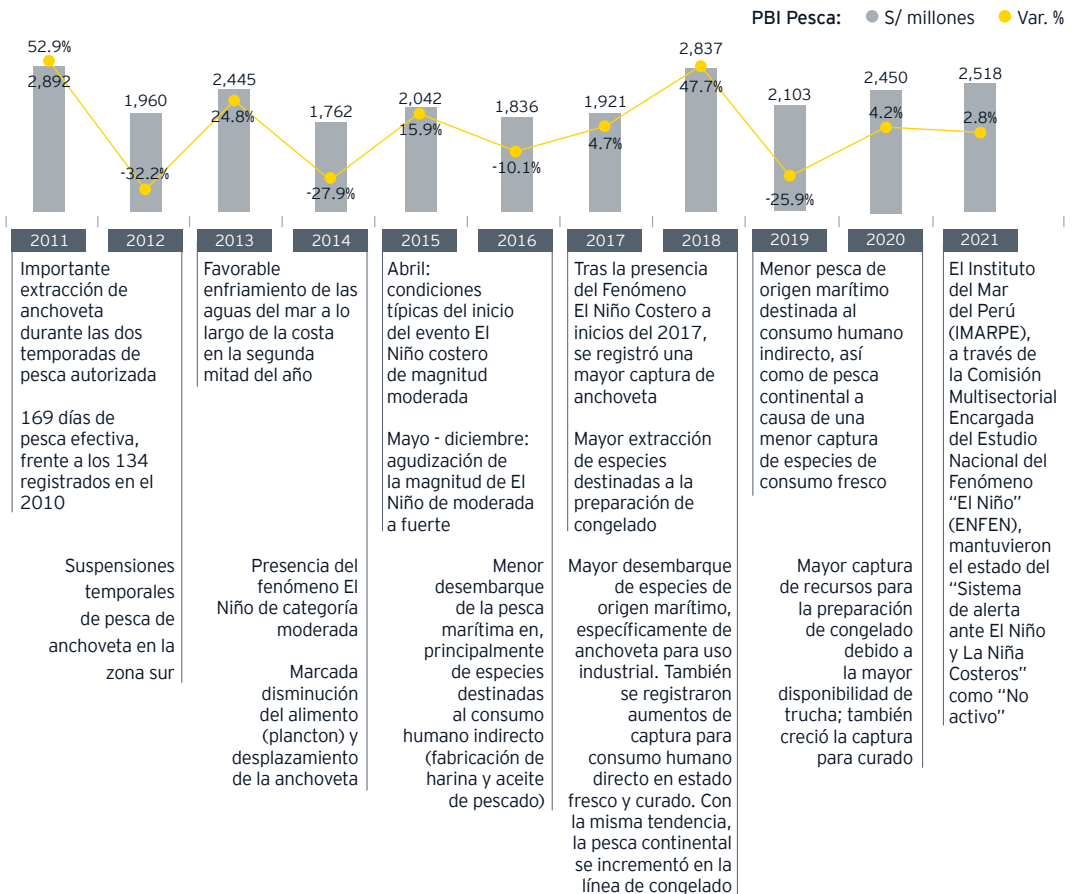 PBI Pesca: S/ millones Var. %
52.9%
2,892
1,960
-32.2%
2,445
24.8%
1,762
-27.9%
2,042
15.9%
1,836
-10.1%
1,921
4.7%
2,837
47.7%
2,103
-25.9%
2,450
4.2%
2,518
2.8%
2011
Importante
extracción de
anchoveta
durante las dos
temporadas de
pesca autorizada
169 días de
pesca efectiva,
frente a los 134
registrados en el
2010
2012
Suspensiones
temporales
de pesca de
anchoveta en la
zona sur
2013
Favorable
enfriamiento de las
aguas del mar a lo
largo de la costa
en la segunda
mitad del año
2014
Presencia del
fenómeno El
Niño de categoría
moderada
Marcada
disminución
del alimento
(plancton) y
desplazamiento
de la anchoveta
2015
Abril:
condiciones
típicas del inicio
del evento El
Niño costero
de magnitud
moderada
Mayo - diciembre:
agudización de
la magnitud de El
Niño de moderada
a fuerte
2016
Menor
desembarque
de la pesca
marítima en,
principalmente
de especies
destinadas
al consumo
humano indirecto
(fabricación de
harina y aceite
de pescado)
2017
Tras la presencia
del Fenómeno
El Niño Costero a
inicios del 2017,
se registró una
mayor captura de
anchoveta
Mayor extracción
de especies
destinadas a la
preparación de
congelado
2018
Mayor desembarque
de especies de
origen marítimo,
específicamente de
anchoveta para uso
industrial. También
se registraron
aumentos de
captura para
consumo humano
directo en estado
fresco y curado. Con
la misma tendencia,
la pesca continental
se incrementó en la
línea de congelado
2019
Menor pesca de
origen marítimo
destinada al
consumo humano
indirecto, así
como de pesca
continental a
causa de una
menor captura
de especies de
consumo fresco
2020
Mayor captura
de recursos para
la preparación
de congelado
debido a
la mayor
disponibilidad de
trucha; también
creció la captura
para curado
2021
El Instituto
del Mar
del Perú
(IMARPE),
a través de
la Comisión
Multisectorial
Encargada
del Estudio
Nacional del
Fenómeno
“El Niño”
(ENFEN),
mantuvieron
el estado del
“Sistema
de alerta
ante El Niño
y La Niña
Costeros”
como “No
activo”